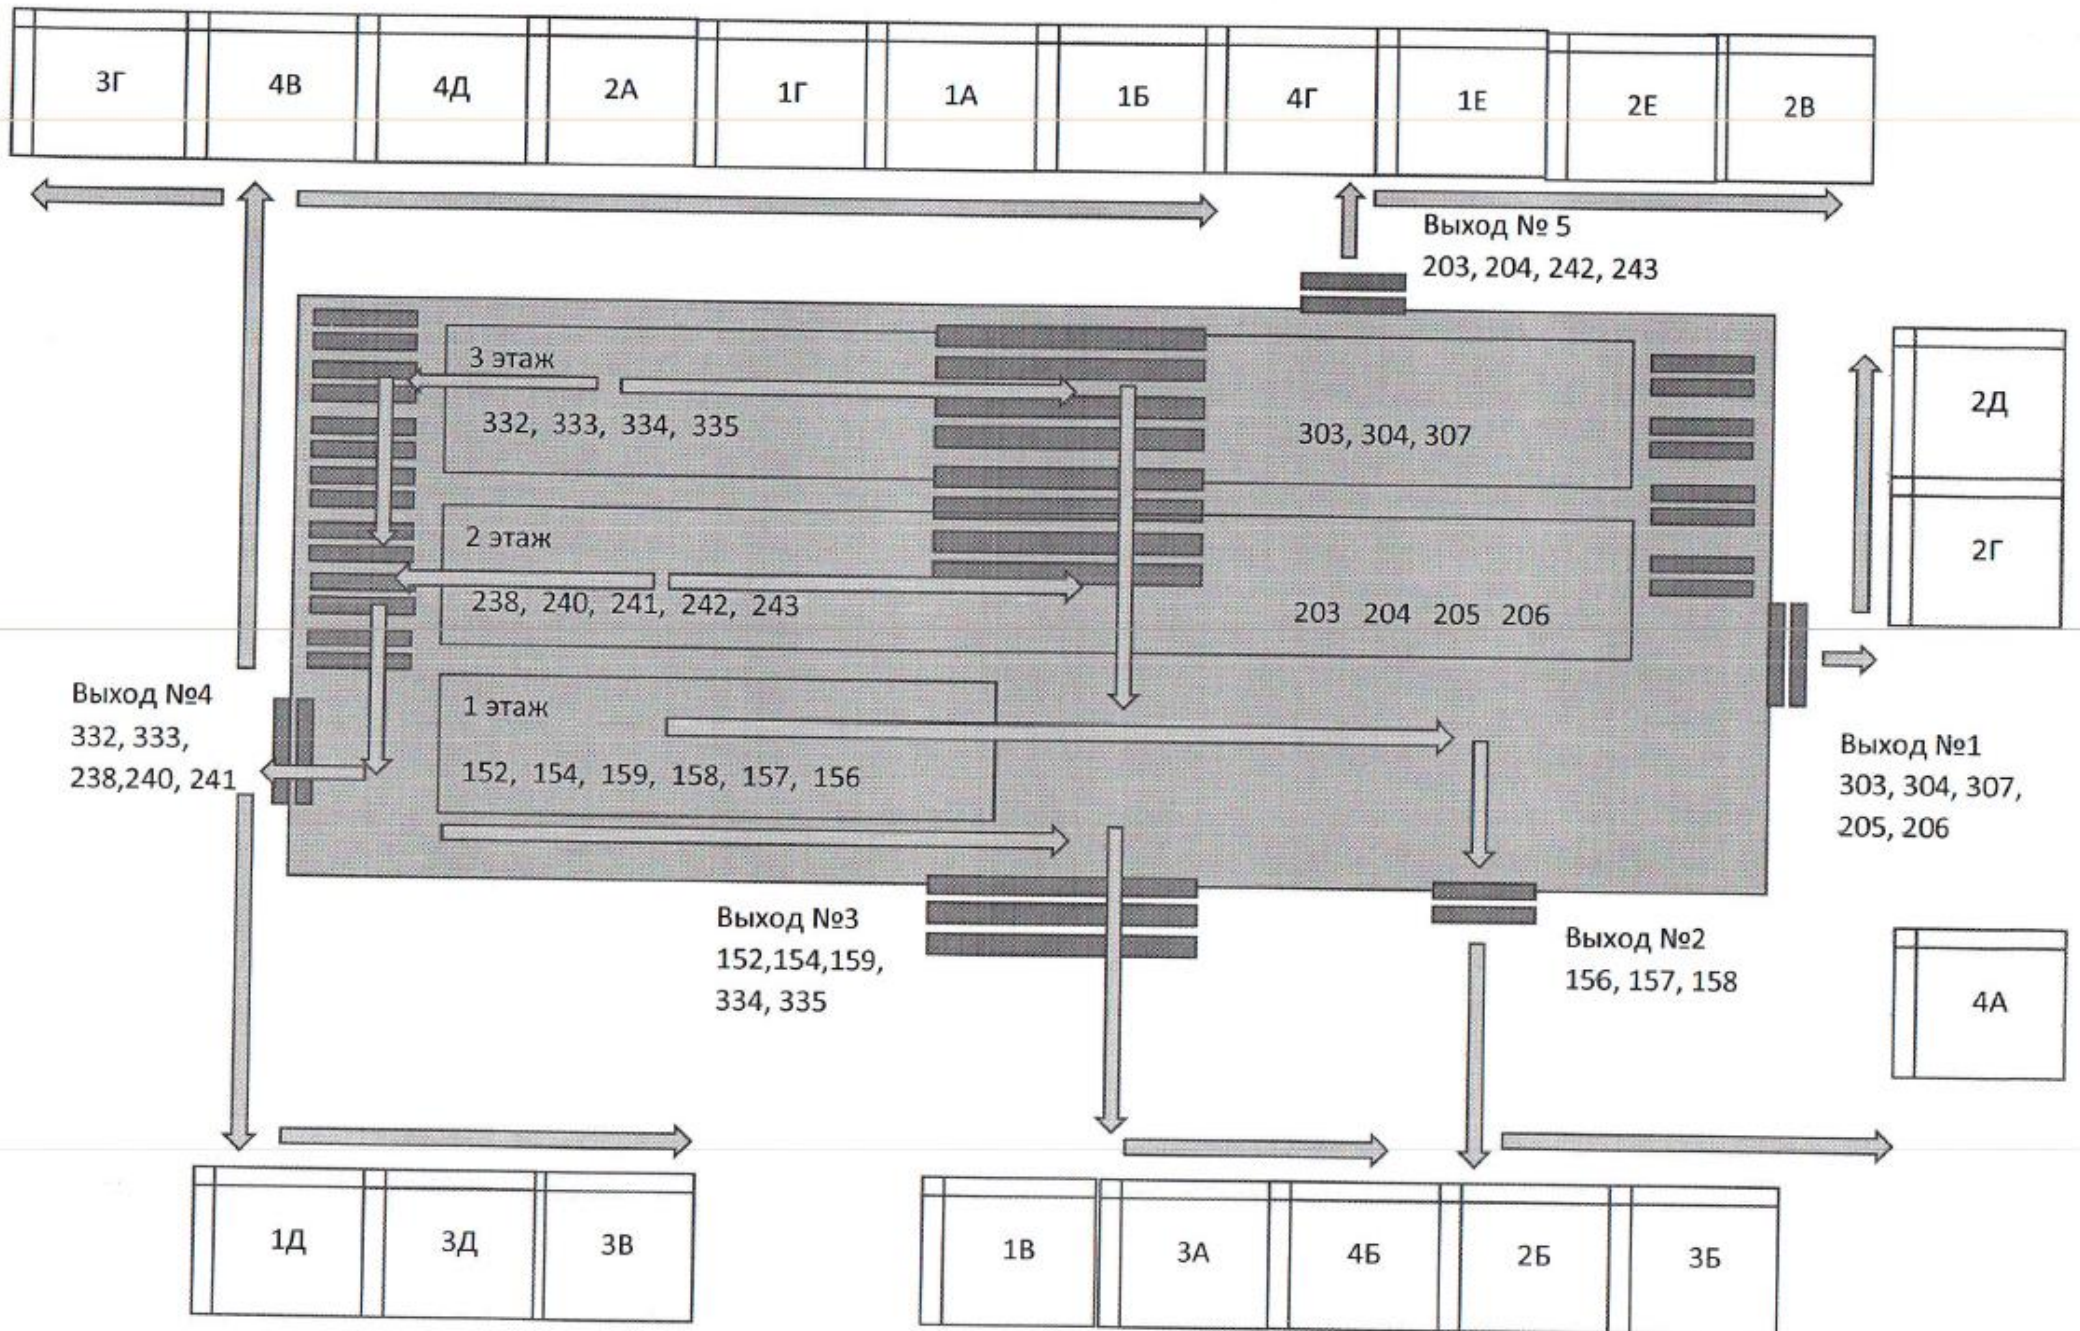 3Г 4В 4Д 2А 1Г 1А 1Б 4Г 1Е 2Е 2В
Выход № 5
203, 204, 242, 243
3 этаж
332, 333, 334, 335
303, 304, 307
2Д
2 этаж
238, 240, 241, 242, 243
203 204 205 206
2Г
Выход №4
332, 333,
238,240, 241
1 этаж
152, 154, 159, 158, 157, 156
Выход №1
303, 304, 307,
205, 206
Выход №3
152,154,159,
334, 335
Выход №2
156, 157, 158
4А
1Д 3Д 3В
1В 3А 4Б 2Б 3Б